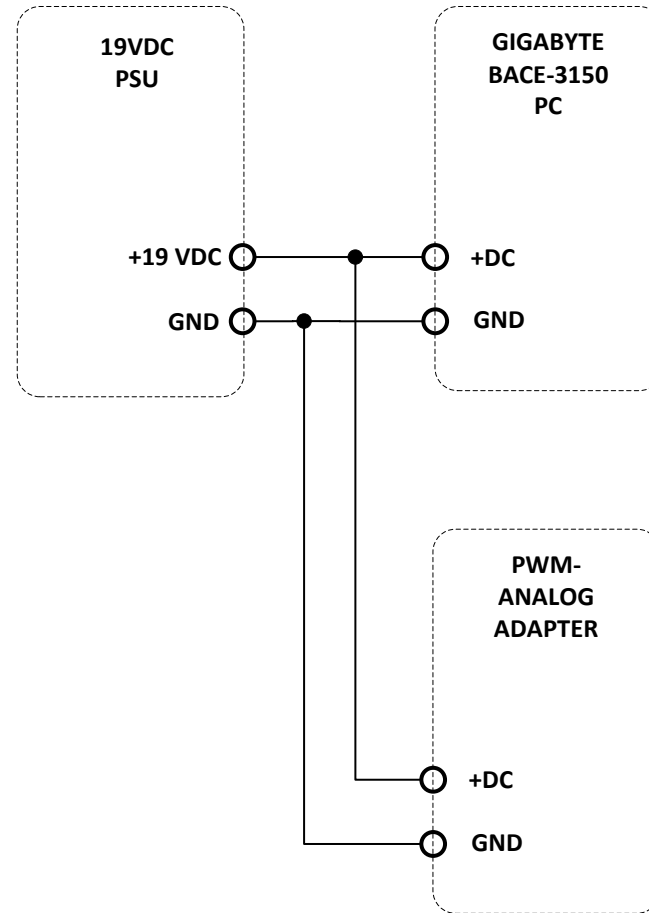 19VDC
PSU
GIGABYTE
BACE-3150
PC
+19 VDC
+DC
GND
GND
PWM-
ANALOG
ADAPTER
+DC
GND